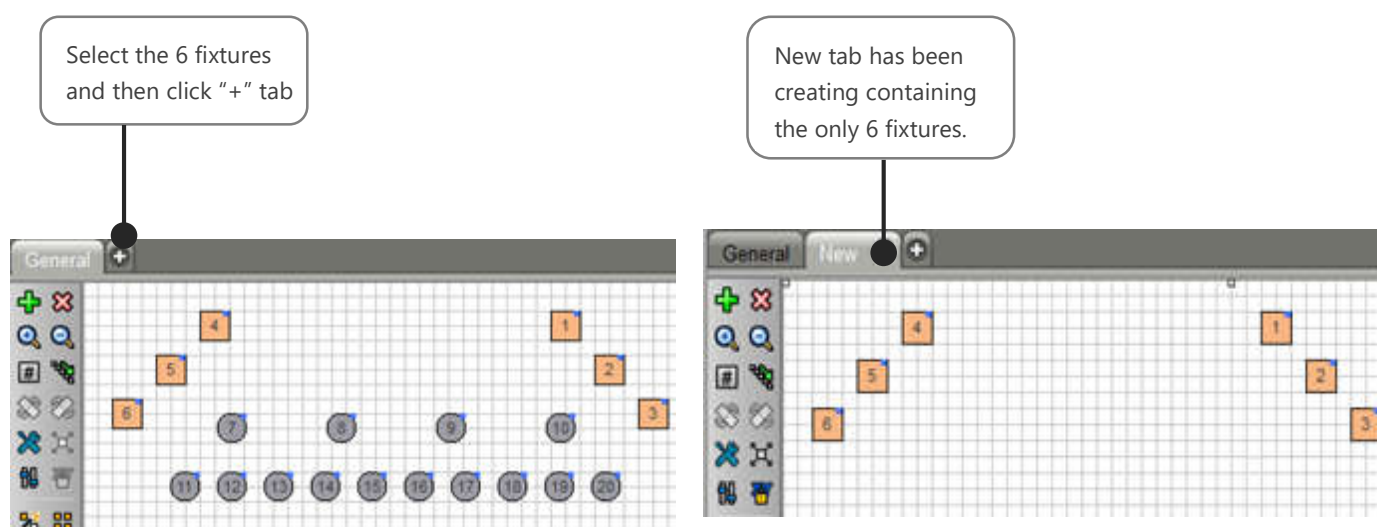 Select the 6 fixtures
and then click “+” tab
New tab has been
creating containing
the only 6 fixtures.
General
General New
4 1
5 2
6 3
7 8 9 10
11 12 13 14 15 16 17 18 19 20
#
4 1
5 2
6 3
#